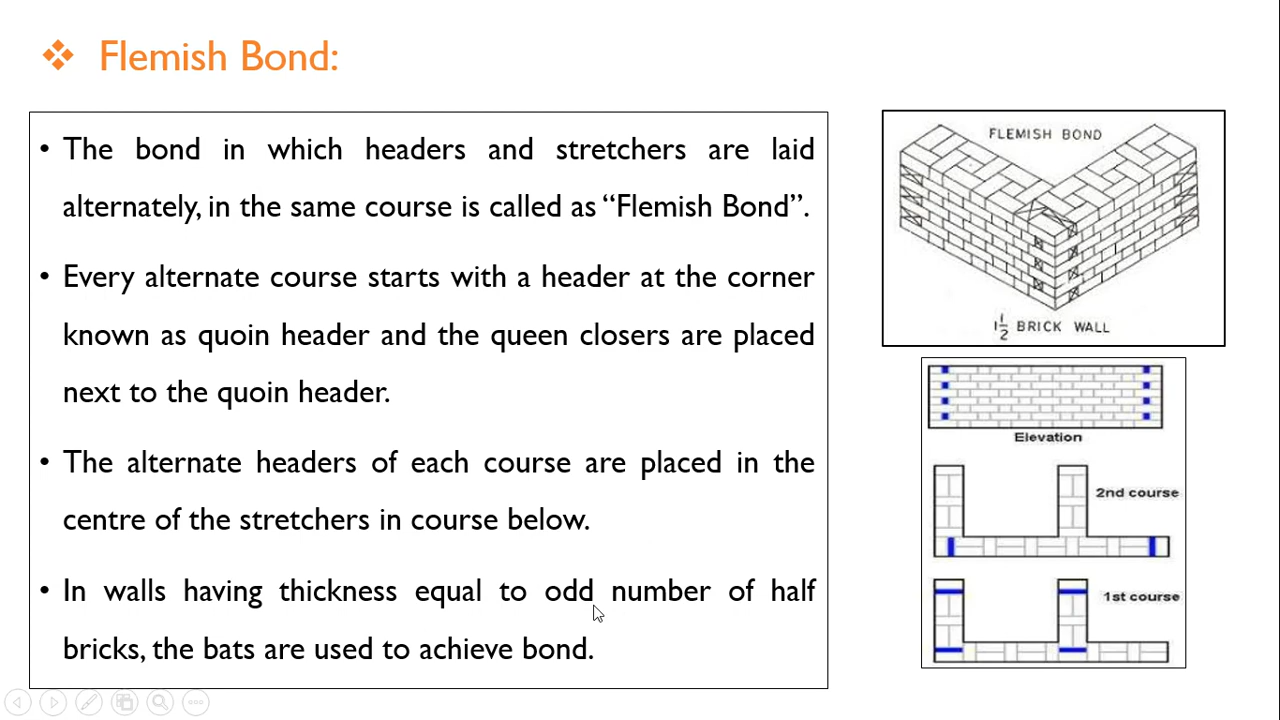 ❖ Flemish Bond:
• The bond in which headers and stretchers are laid
alternately, in the same course is called as “Flemish Bond”.
• Every alternate course starts with a header at the corner
known as quoin header and the queen closers are placed
next to the quoin header.
• The alternate headers of each course are placed in the
centre of the stretchers in course below.
• In walls having thickness equal to odd number of half
bricks, the bats are used to achieve bond.
FLEMISH BOND
1 1/2 BRICK WALL
Elevation
2nd course
1st course